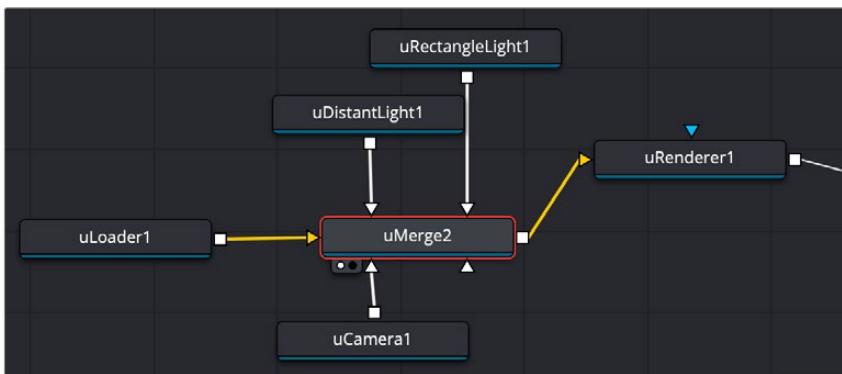 uRectangleLight1
uDistantLight1
uRenderer1
uLoader1
uMerge2
uCamera1